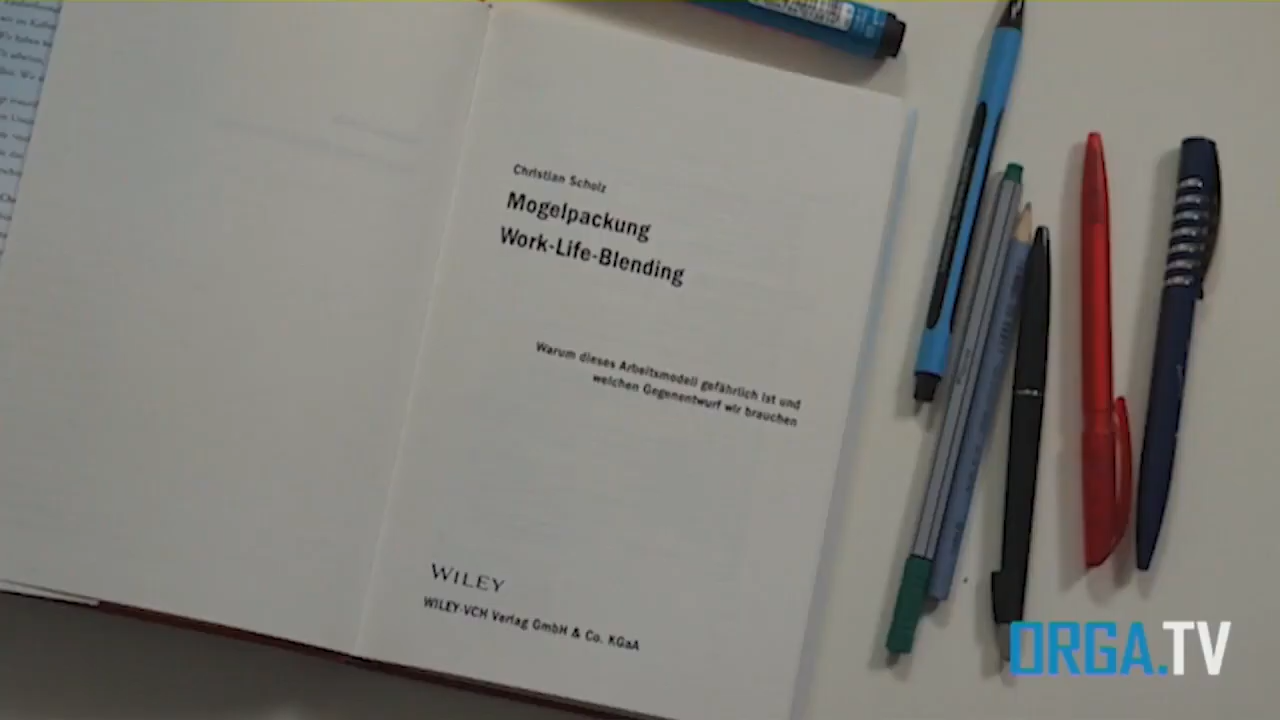 Christian Scholz
Mogelpackung
Work-Life-Blending
Warum dieses Arbeitsmodell gefährlich ist und
welchen Gegenentwurf wir brauchen
WILEY
WILEY-VCH Verlag GmbH & Co. KGaA
ORGA.TV